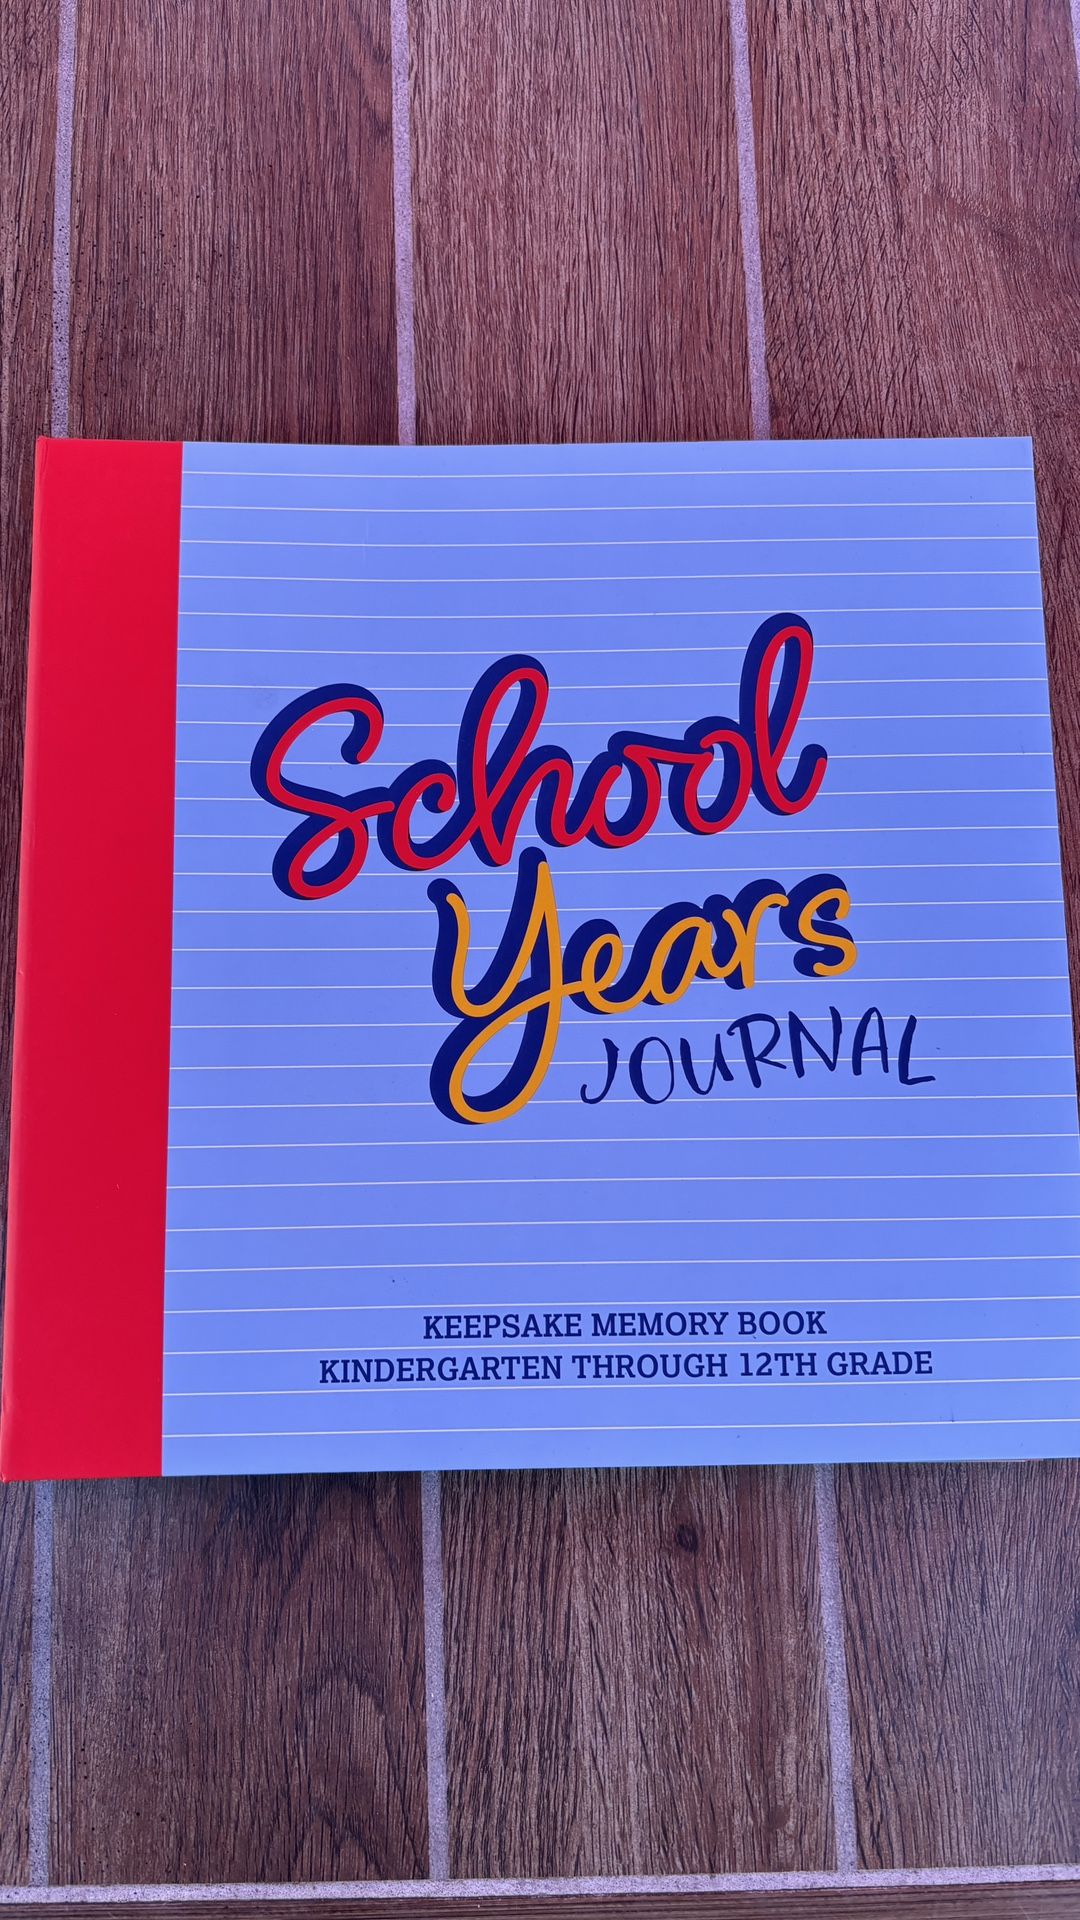 School
Years
JOURNAL
KEEPSAKE MEMORY BOOK
KINDERGARTEN THROUGH 12TH GRADE